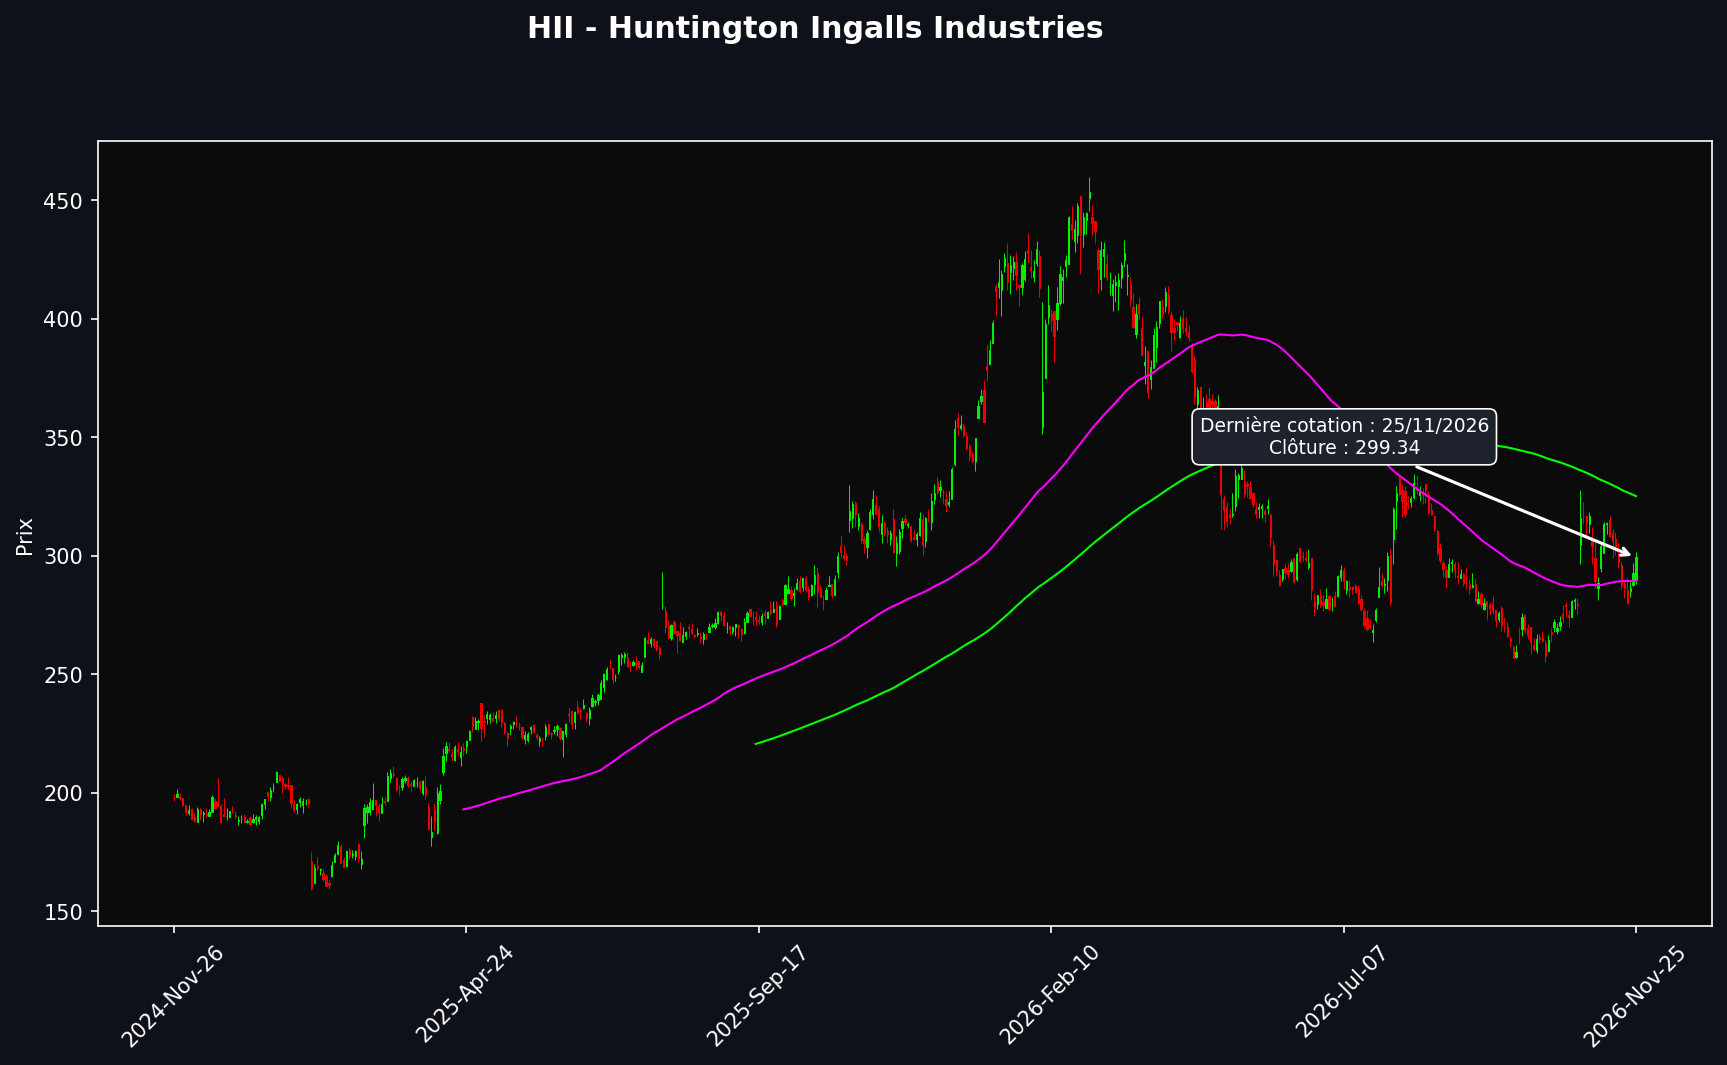 HII - Huntington Ingalls Industries
Prix
450
400
350
300
250
200
150
Dernière cotation : 25/11/2026
Clôture : 299.34
2024-Nov-26
2025-Apr-24
2025-Sep-17
2026-Feb-10
2026-Jul-07
2026-Nov-25